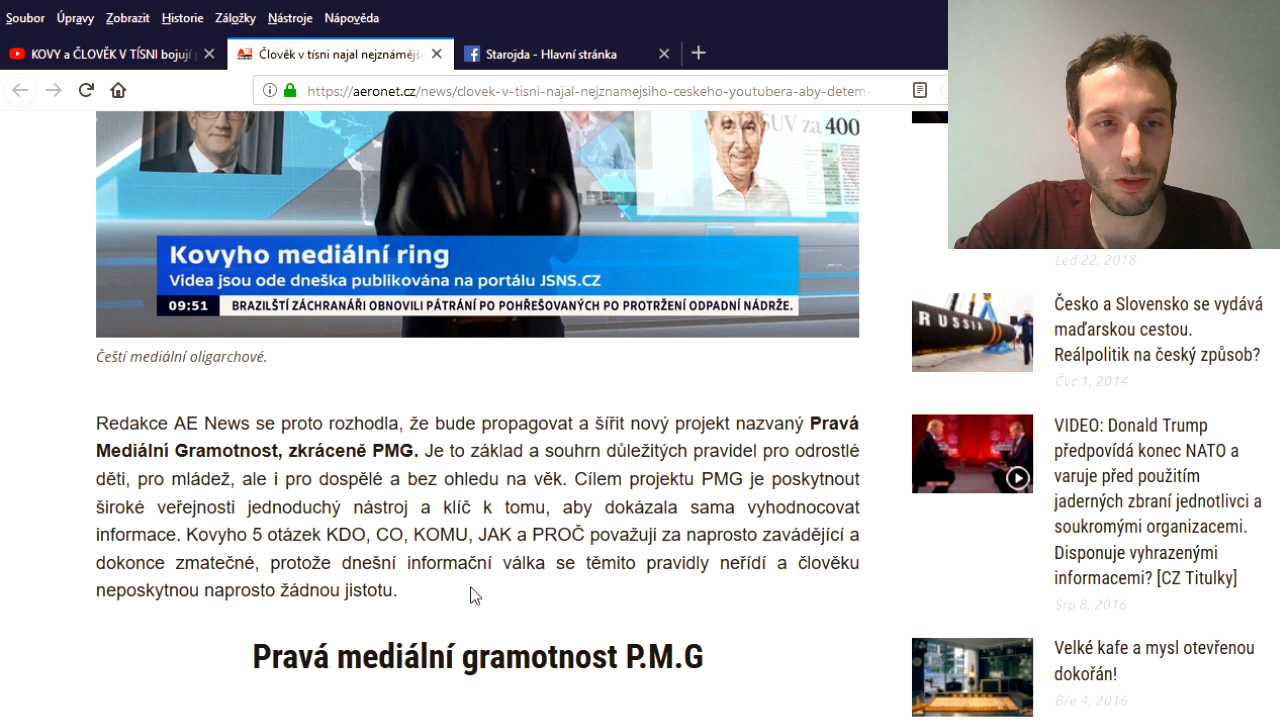 Soubor Úpravy Zobrazit Historie Záložky Nástroje Nápověda
KOVY a ČLOVĚK V TÍSNI bojují
Člověk v tísni najal nejznámějš
Starojda - Hlavní stránka
https://aeronet.cz/news/clovek-v-tisni-najal-nejznamejsiho-ceskeho-youtubera-aby-detem-
SUV za 400
Kovyho mediální ring
Videa jsou ode dneška publikována na portálu JSNS.CZ
09:51 BRAZILŠTÍ ZÁCHRANÁŘI OBNOVILI PÁTRÁNÍ PO POHŘEŠOVANÝCH PO PROTRŽENÍ ODPADNÍ NÁDRŽE.
Čeští mediální oligarchové.
Redakce AE News se proto rozhodla, že bude propagovat a šířit nový projekt nazvaný Pravá
Mediální Gramotnost, zkráceně PMG. Je to základ a souhrn důležitých pravidel pro odrostlé
děti, pro mládež, ale i pro dospělé a bez ohledu na věk. Cílem projektu PMG je poskytnout
široké veřejnosti jednoduchý nástroj a klíč k tomu, aby dokázala sama vyhodnocovat
informace. Kovyho 5 otázek KDO, CO, KOMU, JAK a PROČ považuji za naprosto zavádějící a
dokonce zmatečné, protože dnešní informační válka se těmito pravidly neřídí a člověku
neposkytnou naprosto žádnou jistotu.
Pravá mediální gramotnost P.M.G
Led 22, 2018
RUSSIA
Česko a Slovensko se vydává
maďarskou cestou.
Reálpolitik na český způsob?
Čvc 1, 2014
VIDEO: Donald Trump
předpovídá konec NATO a
varuje před použitím
jaderných zbraní jednotlivci a
soukromými organizacemi.
Disponuje vyhrazenými
informacemi? [CZ Titulky]
Srp 8, 2016
Velké kafe a mysl otevřenou
dokořán!
Bře 4, 2016